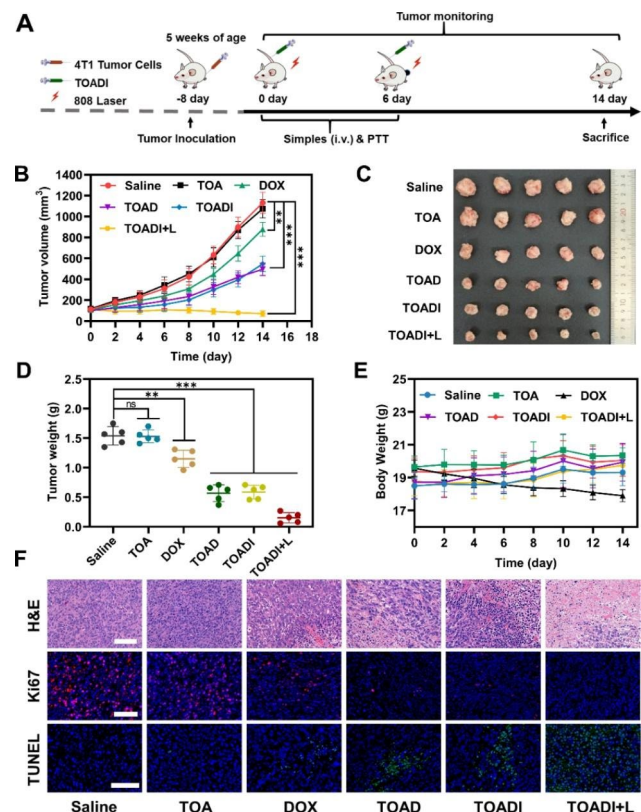 A
Tumor monitoring
5 weeks of age
4T1 Tumor Cells
TOADI
808 Laser
-8 day
0 day
6 day
14 day
Tumor Inoculation
Simples (i.v.) & PTT
Sacrifice
B
Saline
TOA
DOX
TOAD
TOADI
TOADI+L
Tumor volume (mm³)
1400
1200
1000
800
600
400
200
0
0 2 4 6 8 10 12 14 16 18
Time (day)
**
***
***
C
Saline
TOA
DOX
TOAD
TOADI
TOADI+L
D
Tumor weight (g)
2.5
2.0
1.5
1.0
0.5
0.0
***
**
ns
Saline
TOA
DOX
TOAD
TOADI
TOADI+L
E
Saline
TOA
DOX
TOAD
TOADI
TOADI+L
Body Weight (g)
25
23
21
19
17
0 2 4 6 8 10 12 14
Time (day)
F
H&E
Ki67
TUNEL
Saline
TOA
DOX
TOAD
TOADI
TOADI+L